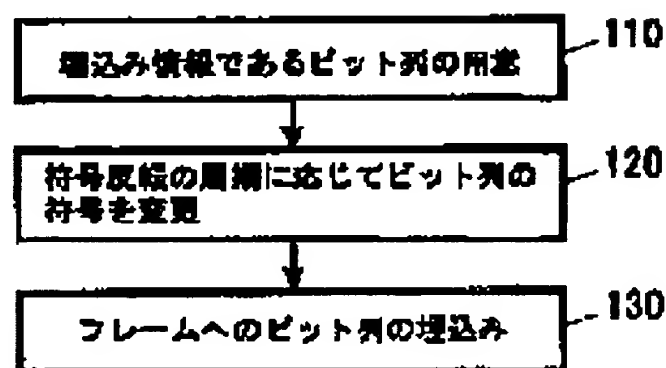 埋込み情報であるビット列の用意
110
符号反転の周期に応じてビット列の
符号を変更
120
フレームへのビット列の埋込み
130